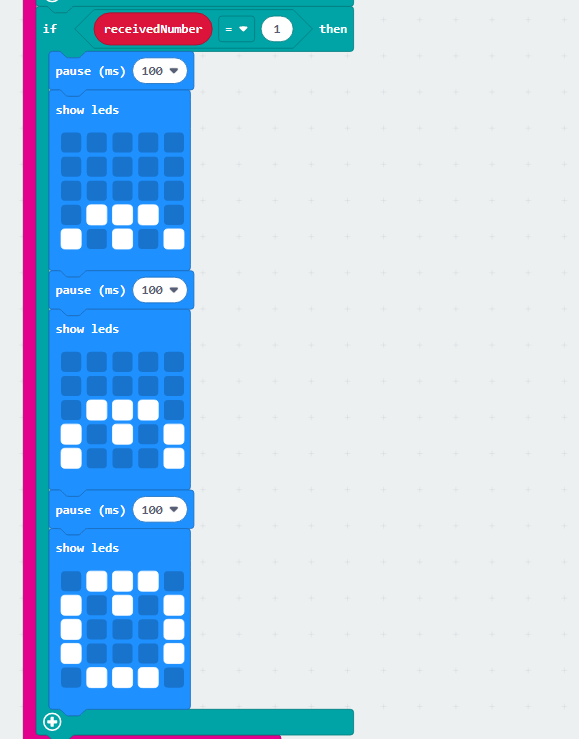 if receivedNumber = 1 then
pause (ms) 100
show leds
pause (ms) 100
show leds
pause (ms) 100
show leds